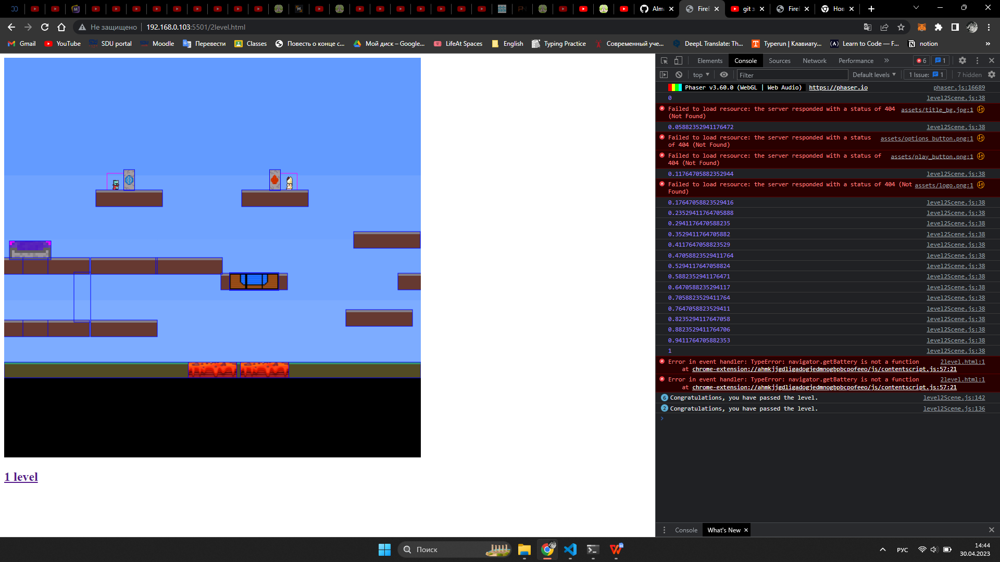 Alm
FireE
git з
Firel
Нов
Не защищено
192.168.0.103:5501/2level.html
Gmail
YouTube
SDU portal
Moodle
Перевести
Classes
Повесть о конце с...
Мой диск – Google...
LifeAt Spaces
English
Typing Practice
Современный уче...
DeepL Translate: Th...
Typerun | Клавиату...
Learn to Code — F...
notion
»
Elements
Console
Sources
Network
Performance
»
6
1
top
Filter
Default levels
1 Issue:
1
7 hidden
Phaser v3.60.0 (WebGL | Web Audio) https://phaser.io phaser.js:16689
0 level2Scene.js:38
Failed to load resource: the server responded with a status of 404 assets/title_bg.jpg:1
(Not Found)
0.05882352941176472 level2Scene.js:38
Failed to load resource: the server responded with a status assets/options_button.png:1
of 404 (Not Found)
Failed to load resource: the server responded with a status of assets/play_button.png:1
404 (Not Found)
0.11764705882352944 level2Scene.js:38
Failed to load resource: the server responded with a status of 404 (Not assets/logo.png:1
Found)
0.17647058823529416 level2Scene.js:38
0.23529411764705888 level2Scene.js:38
0.2941176470588235 level2Scene.js:38
0.3529411764705882 level2Scene.js:38
0.4117647058823529 level2Scene.js:38
0.47058823529411764 level2Scene.js:38
0.5294117647058824 level2Scene.js:38
0.5882352941176471 level2Scene.js:38
0.6470588235294117 level2Scene.js:38
0.7058823529411764 level2Scene.js:38
0.7647058823529411 level2Scene.js:38
0.8235294117647058 level2Scene.js:38
0.8823529411764706 level2Scene.js:38
0.9411764705882353 level2Scene.js:38
1 level2Scene.js:38
Error in event handler: TypeError: navigator.getBattery is not a function 2level.html:1
at chrome-extension://ahmkjjgdligadogjedmnogbpbcpofeeo/js/contentscript.js:57:21
Error in event handler: TypeError: navigator.getBattery is not a function 2level.html:1
at chrome-extension://ahmkjjgdligadogjedmnogbpbcpofeeo/js/contentscript.js:57:21
6 Congratulations, you have passed the level. level2Scene.js:142
2 Congratulations, you have passed the level. level2Scene.js:136
1 level
Console
What's New
Поиск
РУС
14:44
30.04.2023